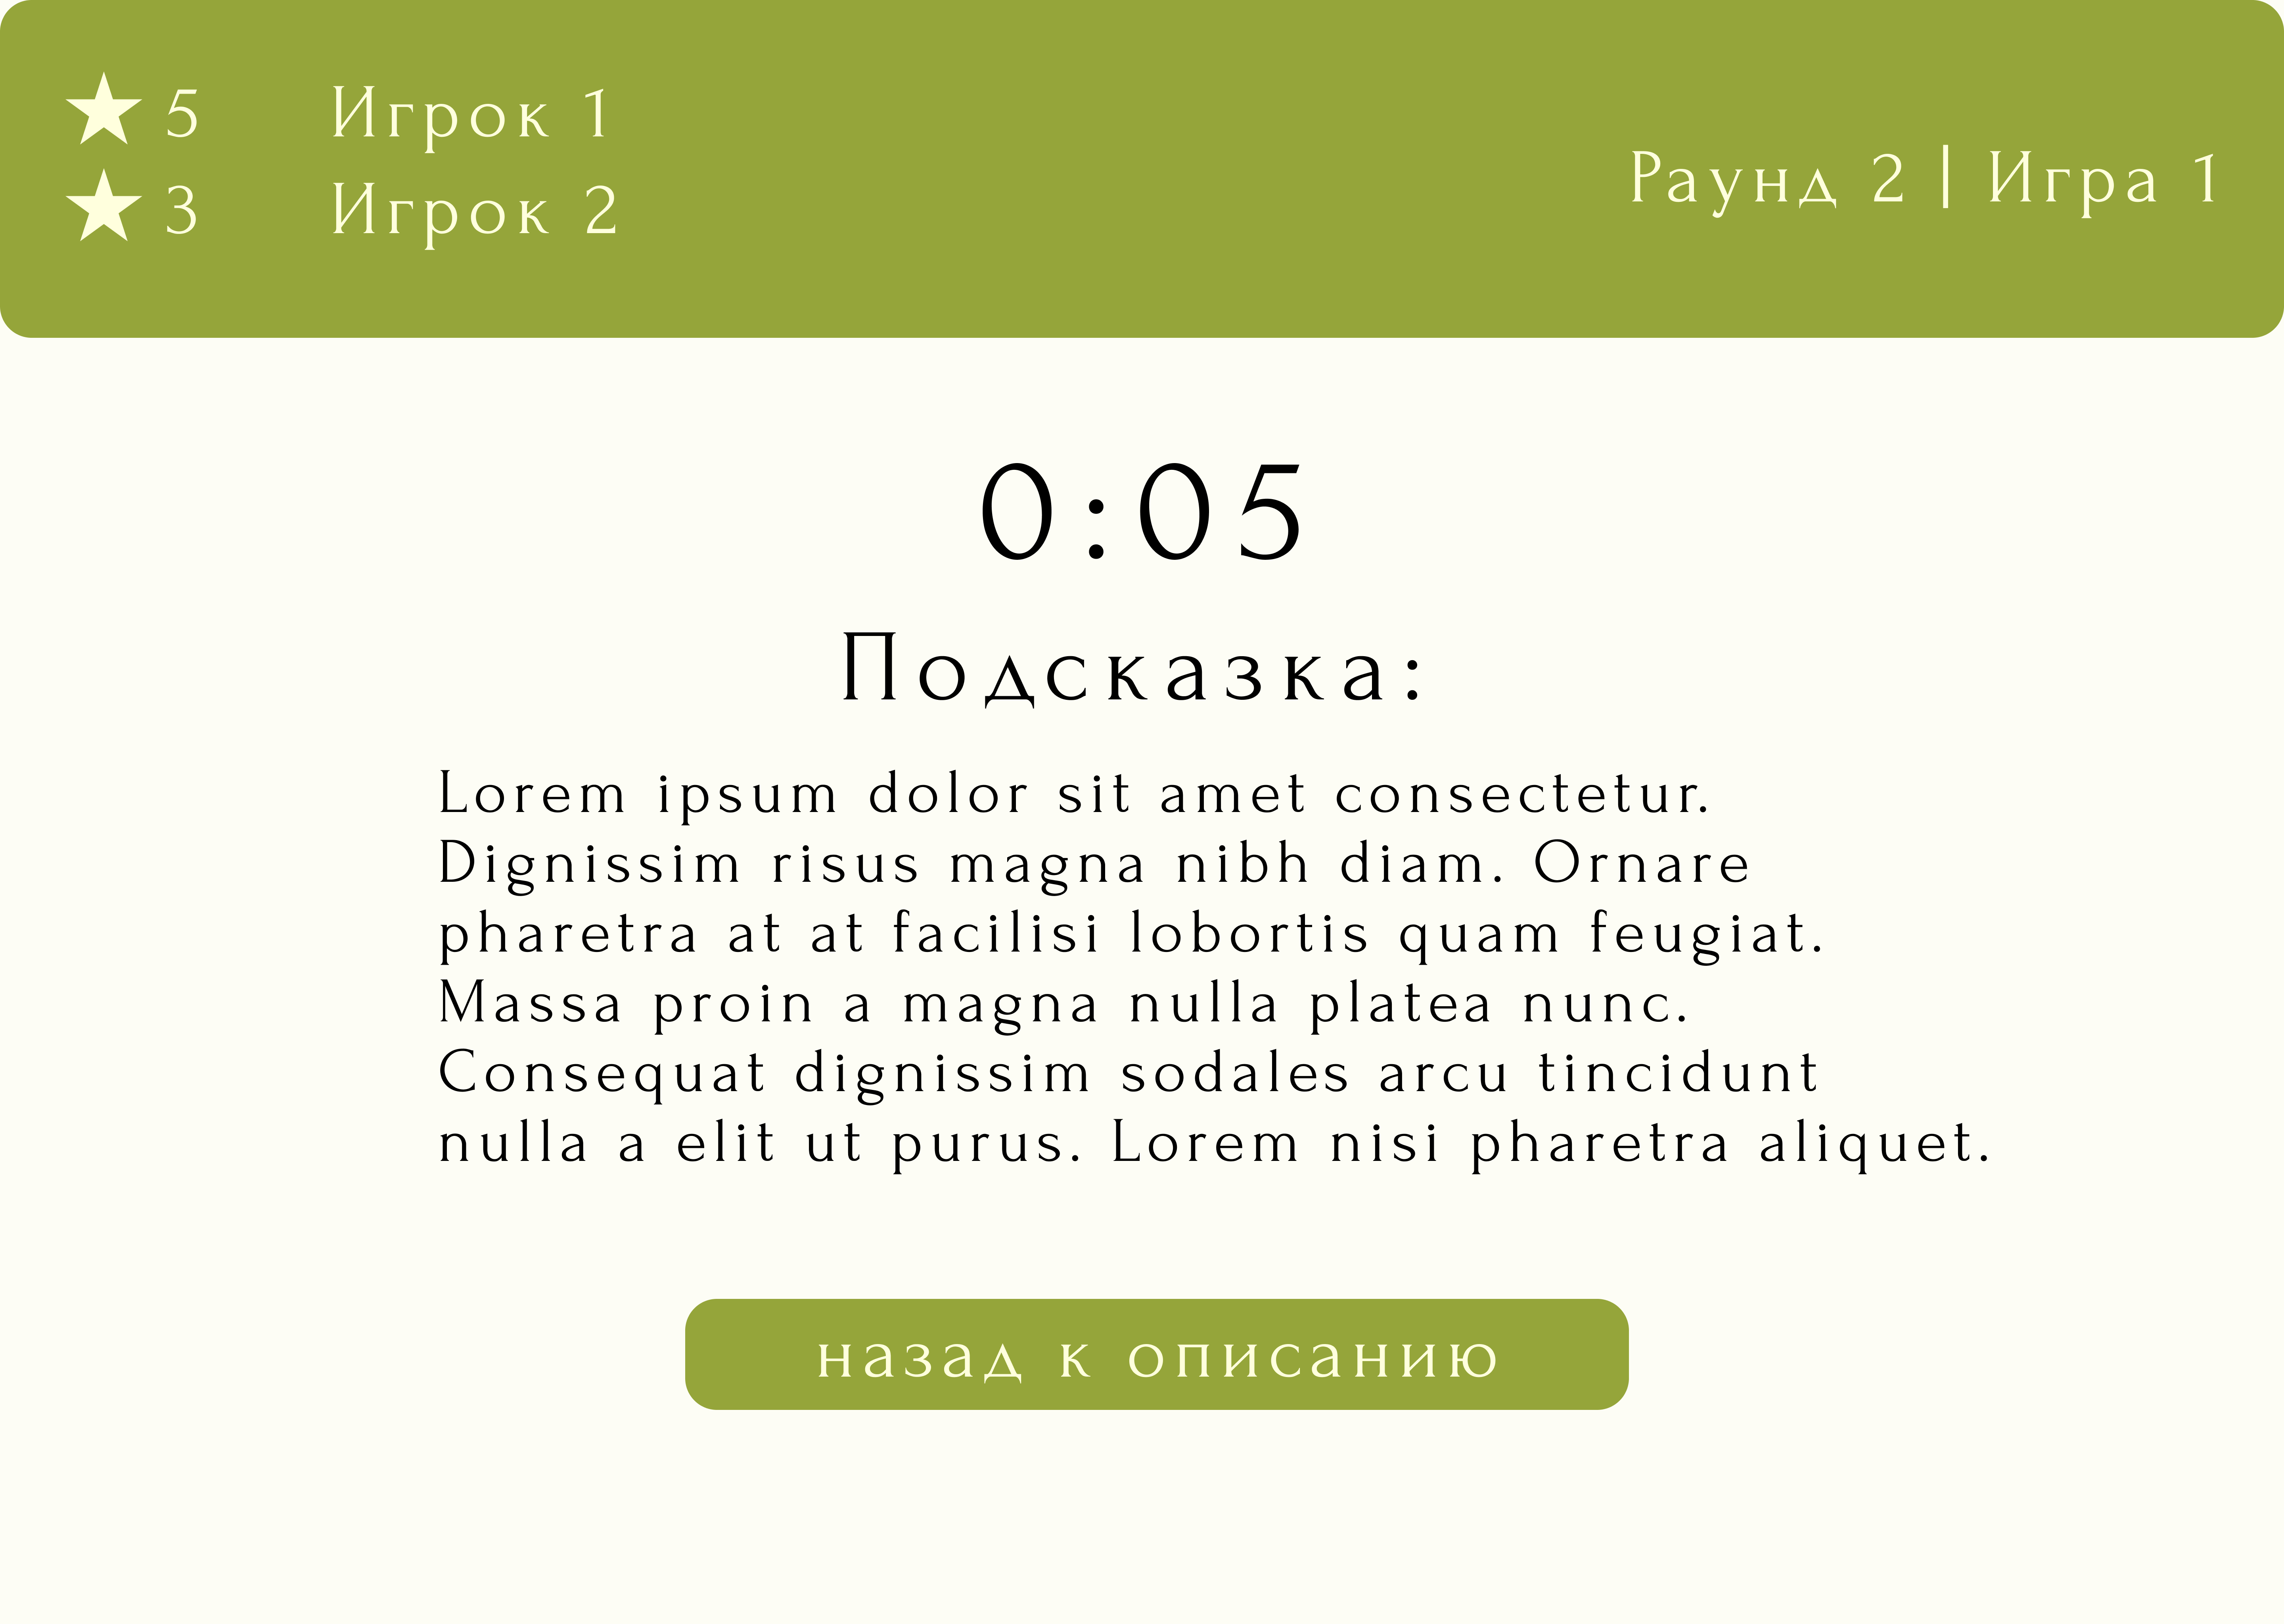 ★ 5 Игрок 1
★ 3 Игрок 2
Раунд 2 | Игра 1
0:05
Подсказка:
Lorem ipsum dolor sit amet consectetur.
Dignissim risus magna nibh diam. Ornare
pharetra at at facilisi lobortis quam feugiat.
Massa proin a magna nulla platea nunc.
Consequat dignissim sodales arcu tincidunt
nulla a elit ut purus. Lorem nisi pharetra aliquet.
назад к описанию